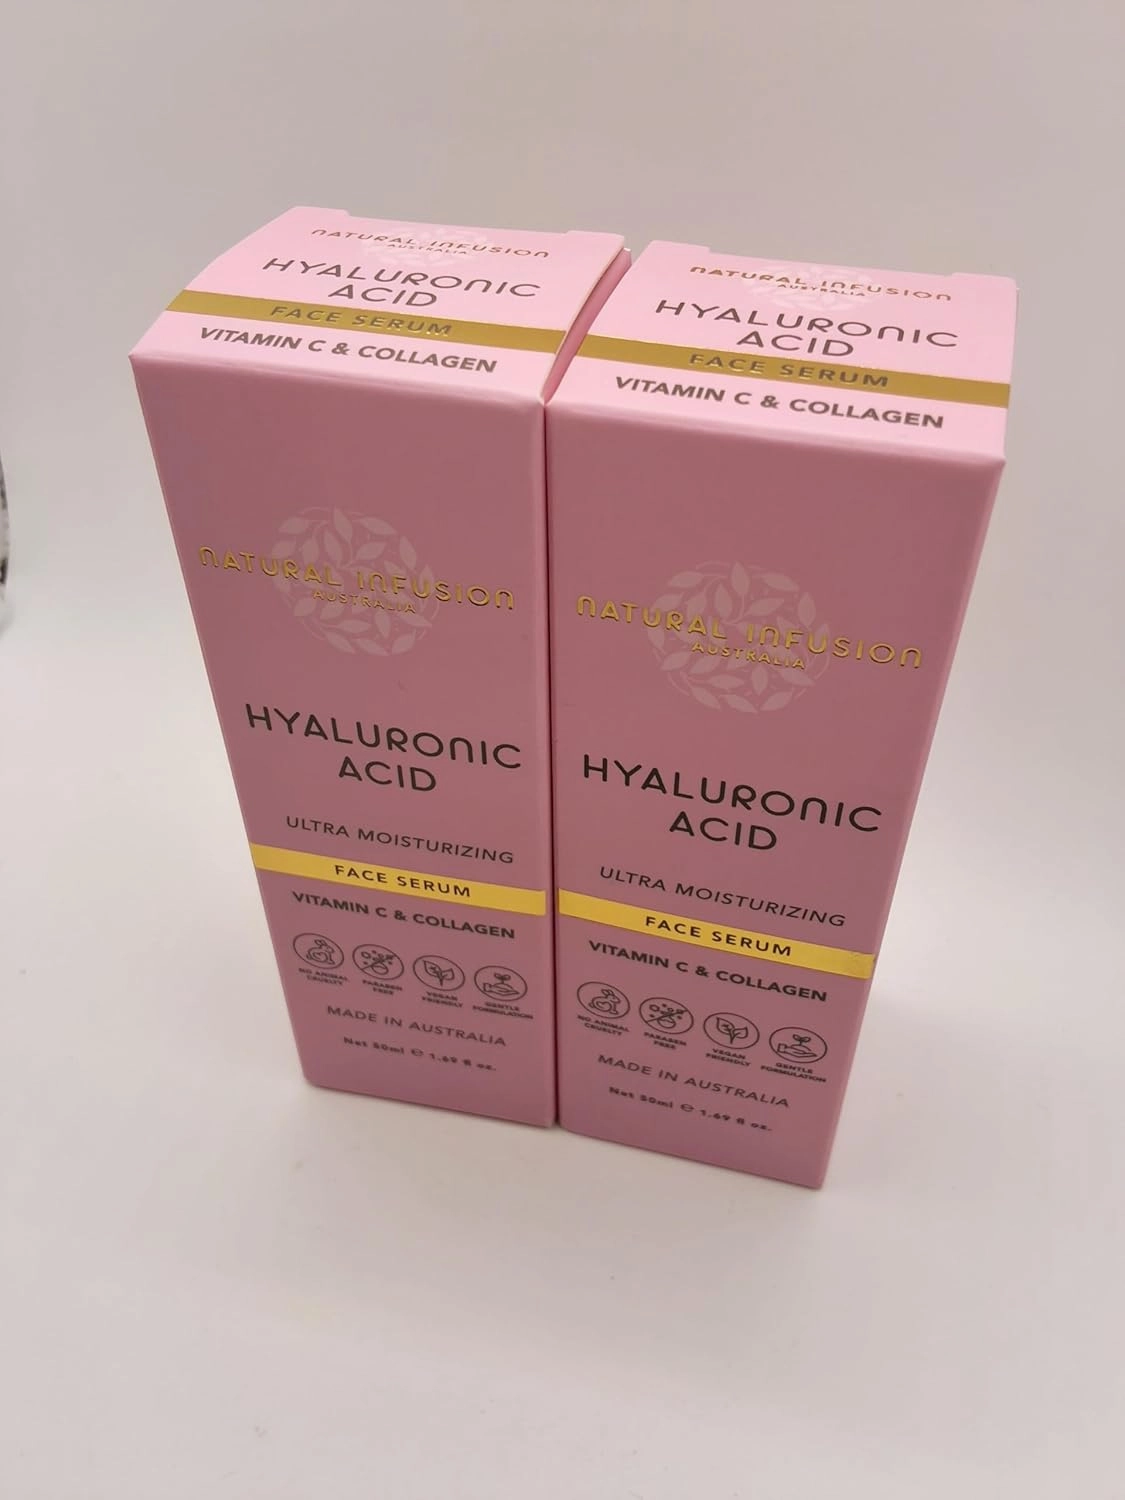 NATURAL INFUSION
AUSTRALIA
HYALURONIC
ACID
FACE SERUM
VITAMIN C & COLLAGEN
NATURAL INFUSION
AUSTRALIA
HYALURONIC
ACID
ULTRA MOISTURIZING
FACE SERUM
VITAMIN C & COLLAGEN
NO ANIMAL
CRUELTY
PARABEN
FREE
VEGAN
FRIENDLY
GENTLE
FORMULATION
MADE IN AUSTRALIA
Net 50ml e 1.69 fl oz.
NATURAL INFUSION
AUSTRALIA
HYALURONIC
ACID
FACE SERUM
VITAMIN C & COLLAGEN
NATURAL INFUSION
AUSTRALIA
HYALURONIC
ACID
ULTRA MOISTURIZING
FACE SERUM
VITAMIN C & COLLAGEN
NO ANIMAL
CRUELTY
PARABEN
FREE
VEGAN
FRIENDLY
GENTLE
FORMULATION
MADE IN AUSTRALIA
Net 50ml e 1.69 fl oz.